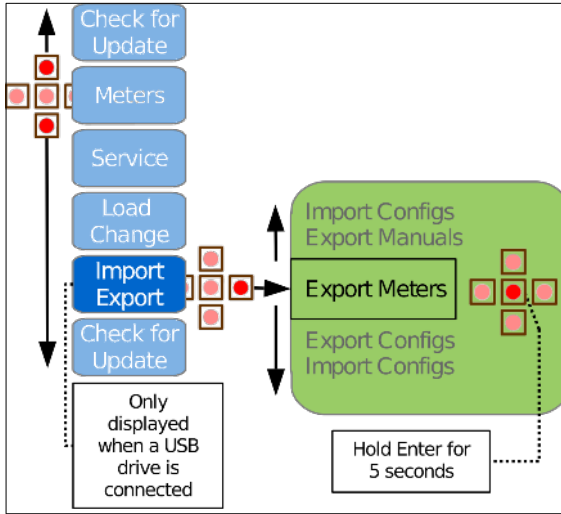 Check for
Update
Meters
Service
Load
Change
Import
Export
Check for
Update
Only
displayed
when a USB
drive is
connected
Import Configs
Export Manuals
Export Meters
Export Configs
Import Configs
Hold Enter for
5 seconds